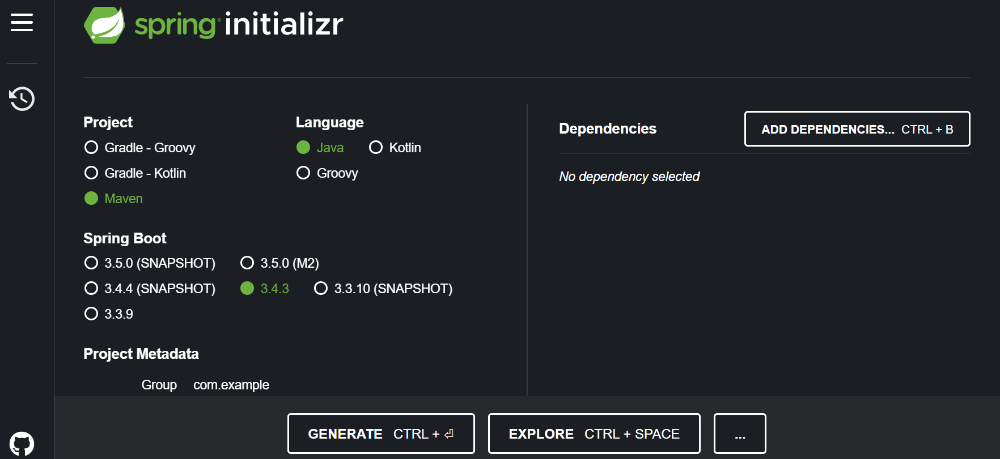 spring® initializr
Project
Gradle - Groovy
Gradle - Kotlin
Maven
Language
Java Kotlin
Groovy
Spring Boot
3.5.0 (SNAPSHOT) 3.5.0 (M2)
3.4.4 (SNAPSHOT) 3.4.3 3.3.10 (SNAPSHOT)
3.3.9
Project Metadata
Group com.example
Dependencies
ADD DEPENDENCIES... CTRL + B
No dependency selected
GENERATE CTRL + ⏎
EXPLORE CTRL + SPACE
...